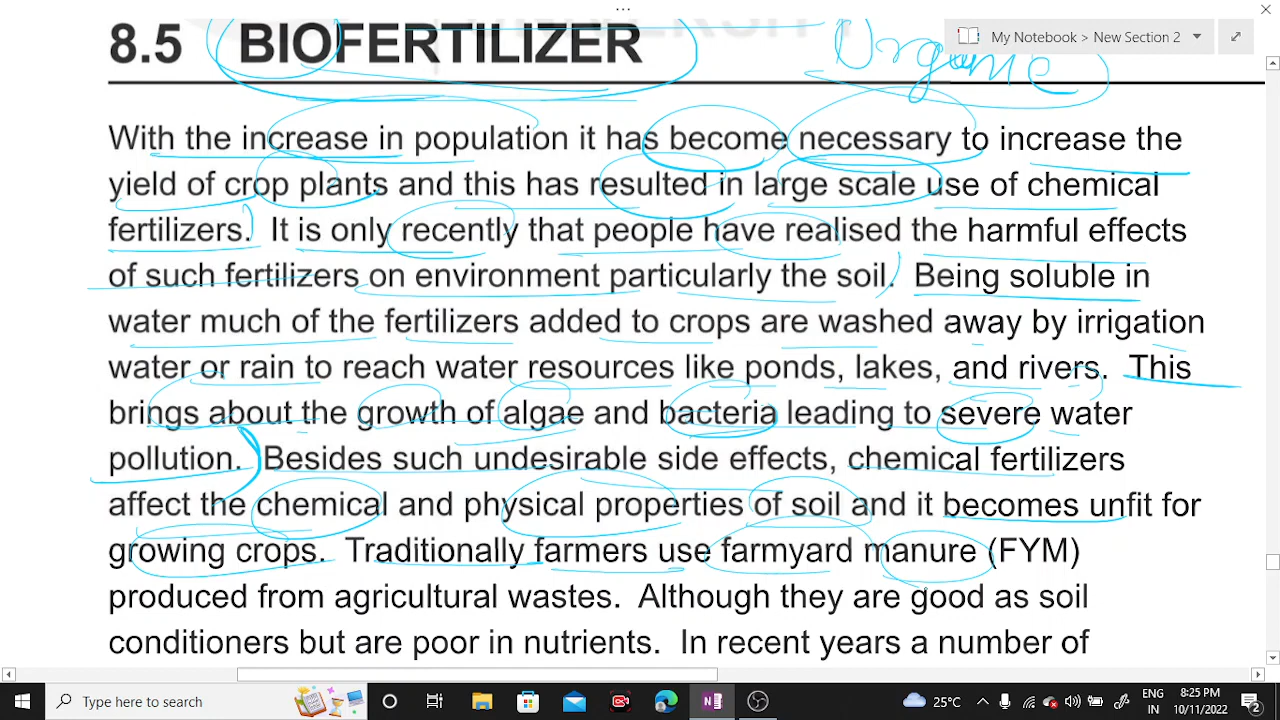 8.5 BIOFERTILIZER
Organic
My Notebook > New Section 2
With the increase in population it has become necessary to increase the
yield of crop plants and this has resulted in large scale use of chemical
fertilizers. It is only recently that people have realised the harmful effects
of such fertilizers on environment particularly the soil. Being soluble in
water much of the fertilizers added to crops are washed away by irrigation
water or rain to reach water resources like ponds, lakes, and rivers. This
brings about the growth of algae and bacteria leading to severe water
pollution. Besides such undesirable side effects, chemical fertilizers
affect the chemical and physical properties of soil and it becomes unfit for
growing crops. Traditionally farmers use farmyard manure (FYM)
produced from agricultural wastes. Although they are good as soil
conditioners but are poor in nutrients. In recent years a number of
Type here to search
25°C
ENG
IN
8:25 PM
10/11/2022
2